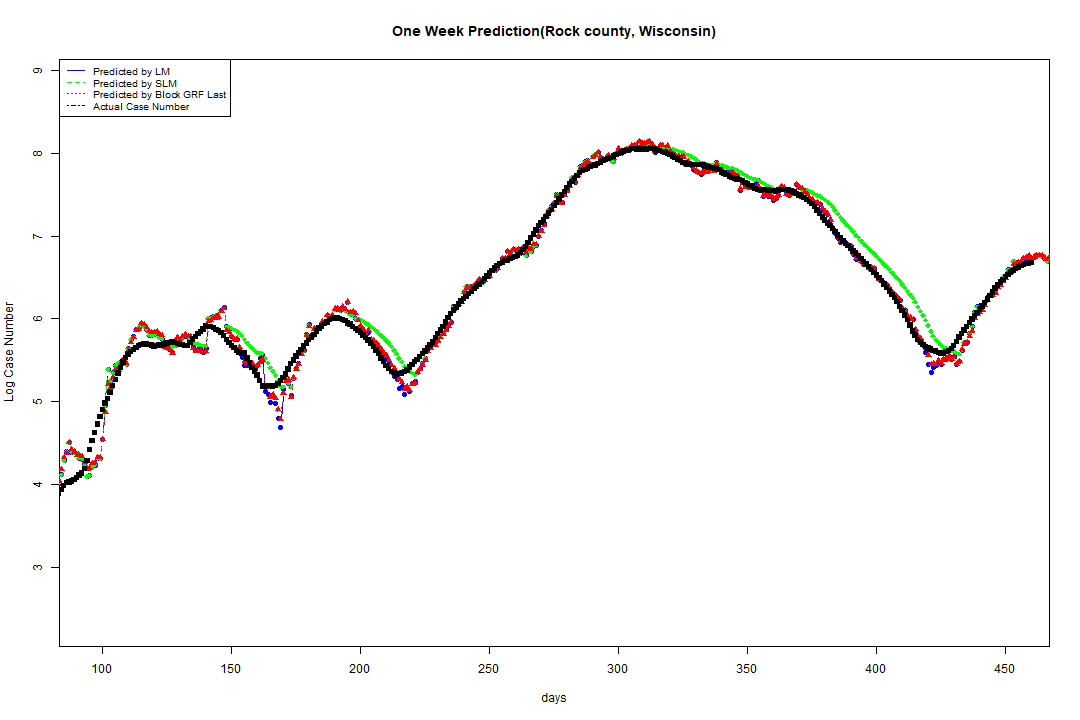 One Week Prediction(Rock county, Wisconsin)
Predicted by LM
Predicted by SLM
Predicted by Block GRF Last
Actual Case Number
9
8
7
6
5
4
3
Log Case Number
100 150 200 250 300 350 400 450
days